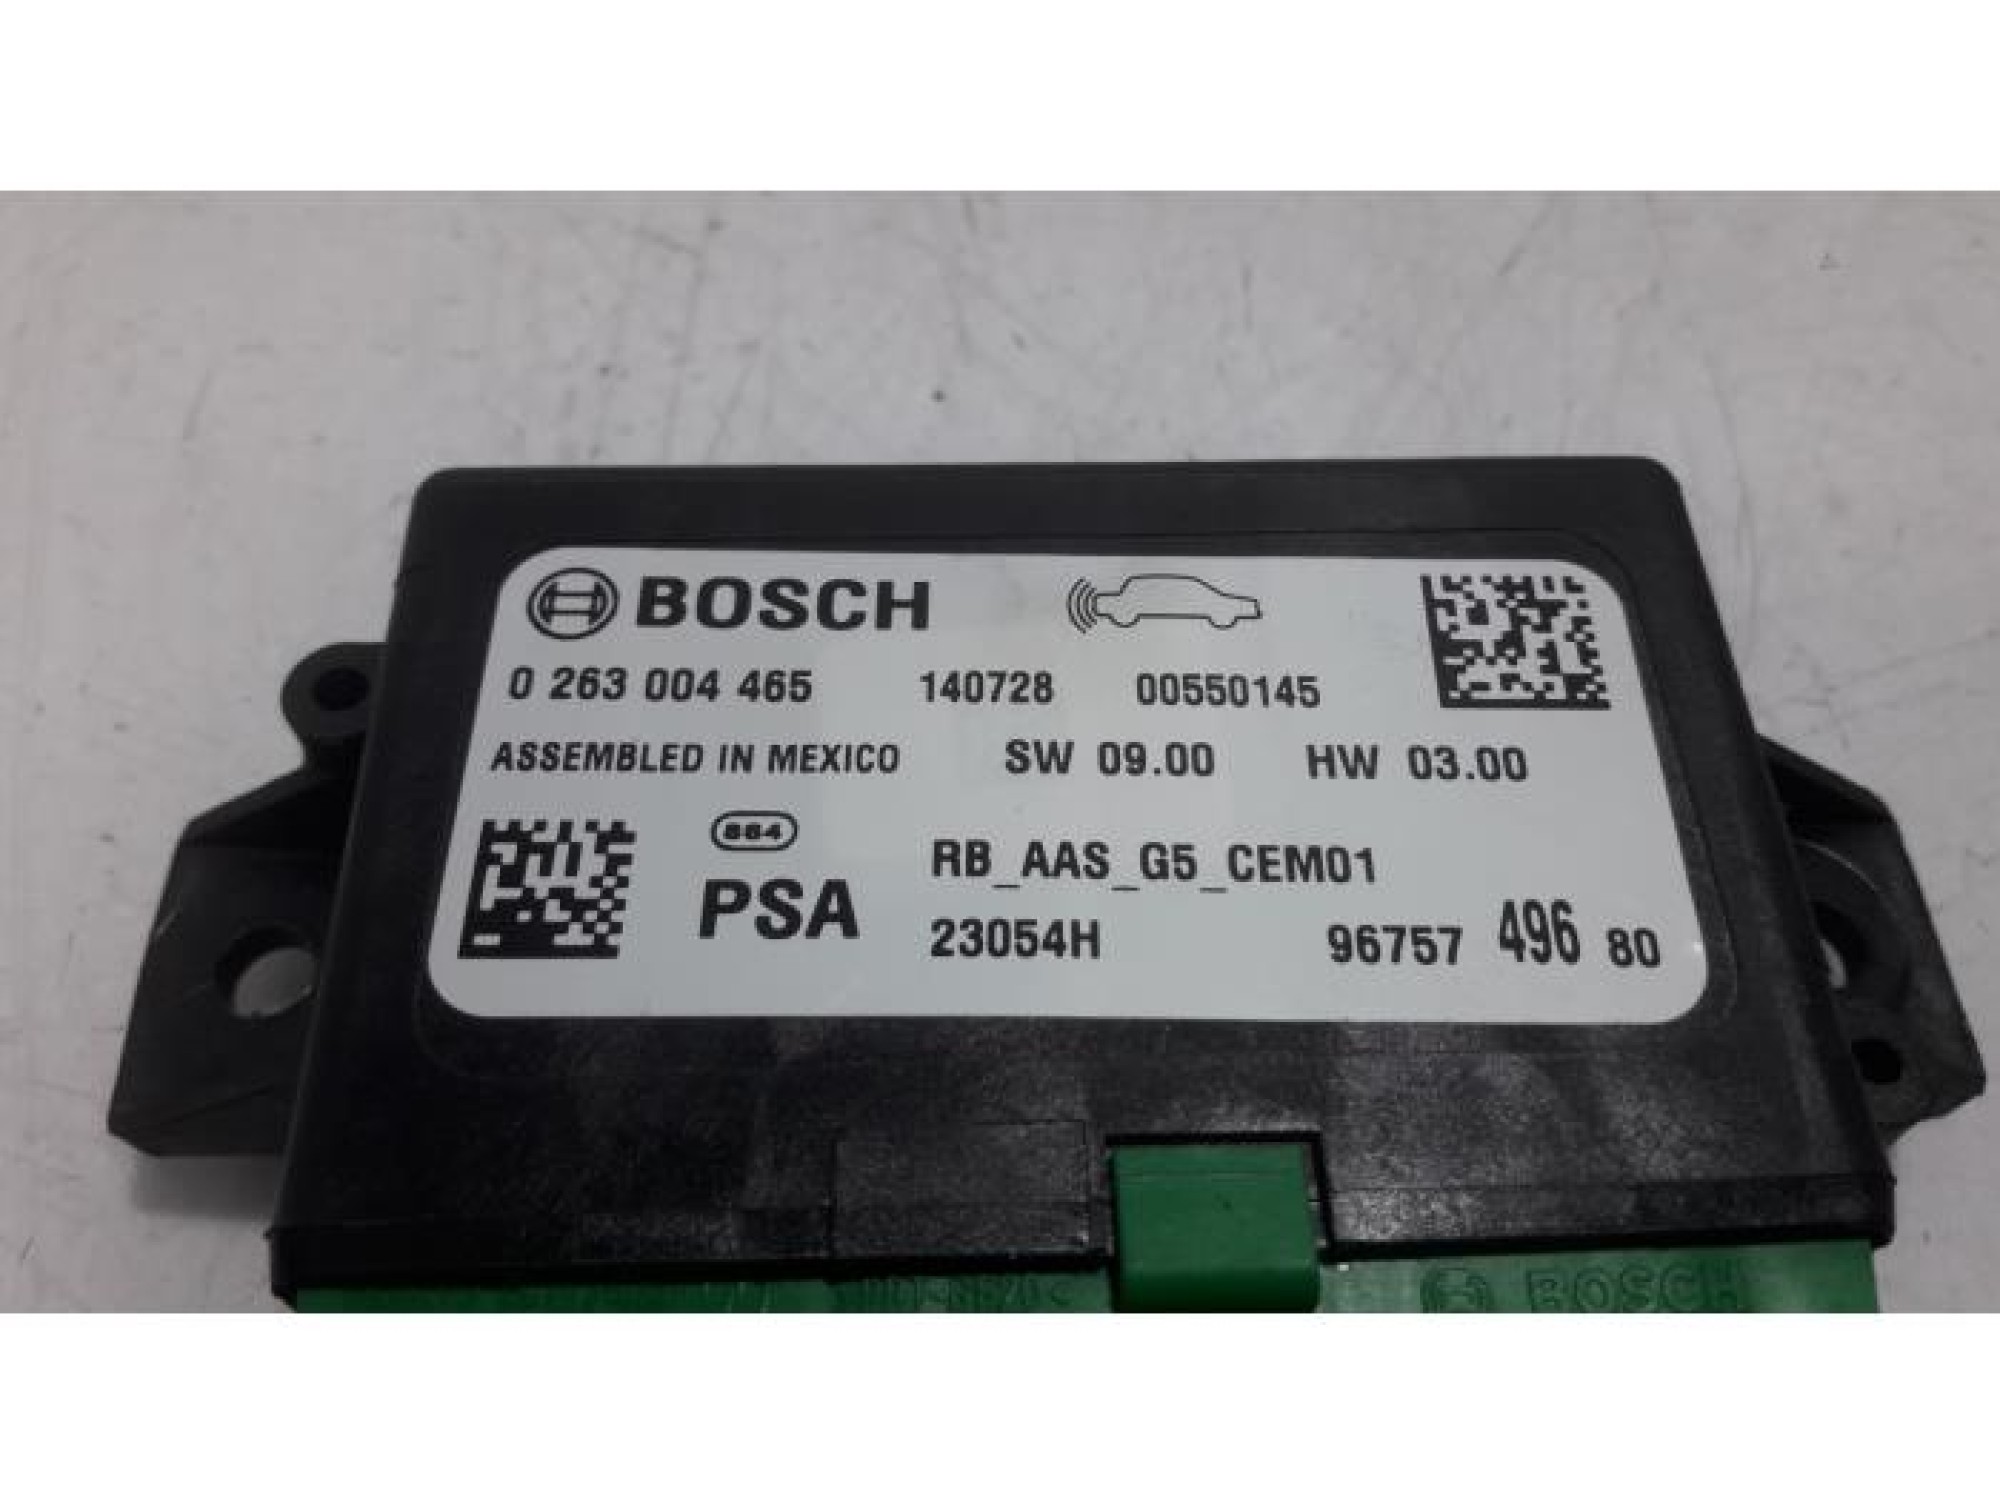 BOSCH
0 263 004 465 140728 00550145
ASSEMBLED IN MEXICO SW 09.00 HW 03.00
664
PSA
RB_AAS_G5_CEM01
23054H 96757 496 80
BOSCH